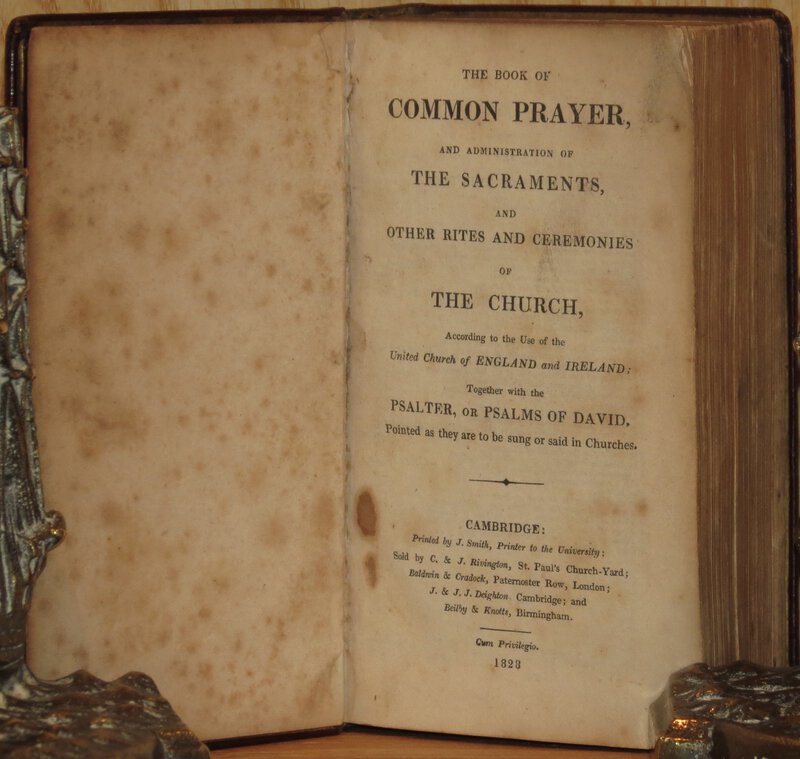 THE BOOK OF
COMMON PRAYER,
AND ADMINISTRATION OF
THE SACRAMENTS,
AND
OTHER RITES AND CEREMONIES
OF
THE CHURCH,
According to the Use of the
United Church of ENGLAND and IRELAND;
Together with the
PSALTER, OR PSALMS OF DAVID,
Pointed as they are to be sung or said in Churches.
CAMBRIDGE:
Printed by J. Smith, Printer to the University;
Sold by C. & J. Rivington, St. Paul's Church-Yard;
Baldwin & Cradock, Paternoster Row, London;
J. & J. J. Deighton Cambridge; and
Beilby & Knotts, Birmingham.
Cum Privilegio.
1828